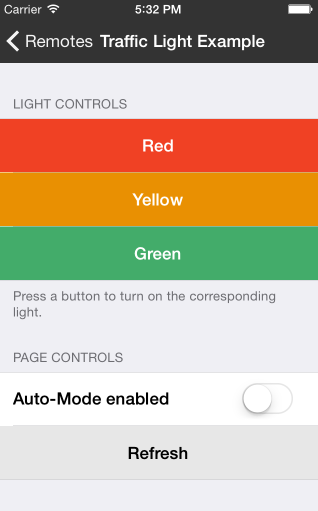 Carrier 5:32 PM
Remotes Traffic Light Example
LIGHT CONTROLS
Red
Yellow
Green
Press a button to turn on the corresponding
light.
PAGE CONTROLS
Auto-Mode enabled
Refresh